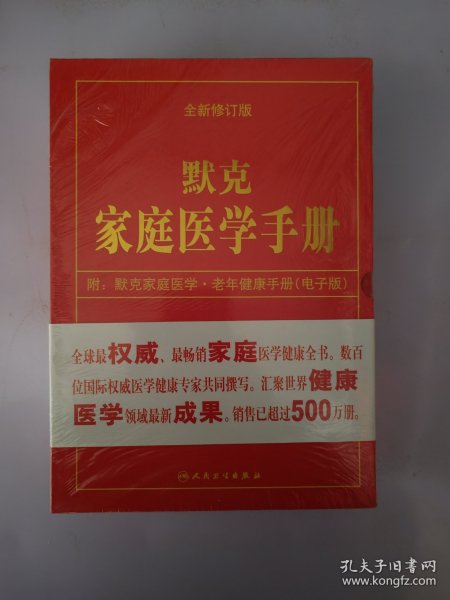 全新修订版
默克
家庭医学手册
附：默克家庭医学·老年健康手册(电子版)
全球最权威、最畅销家庭医学健康全书。数百
位国际权威医学健康专家共同撰写。汇聚世界健康
医学领域最新成果。销售已超过500万册。
人民卫生出版社
孔夫子旧书网
www.kongfz.com